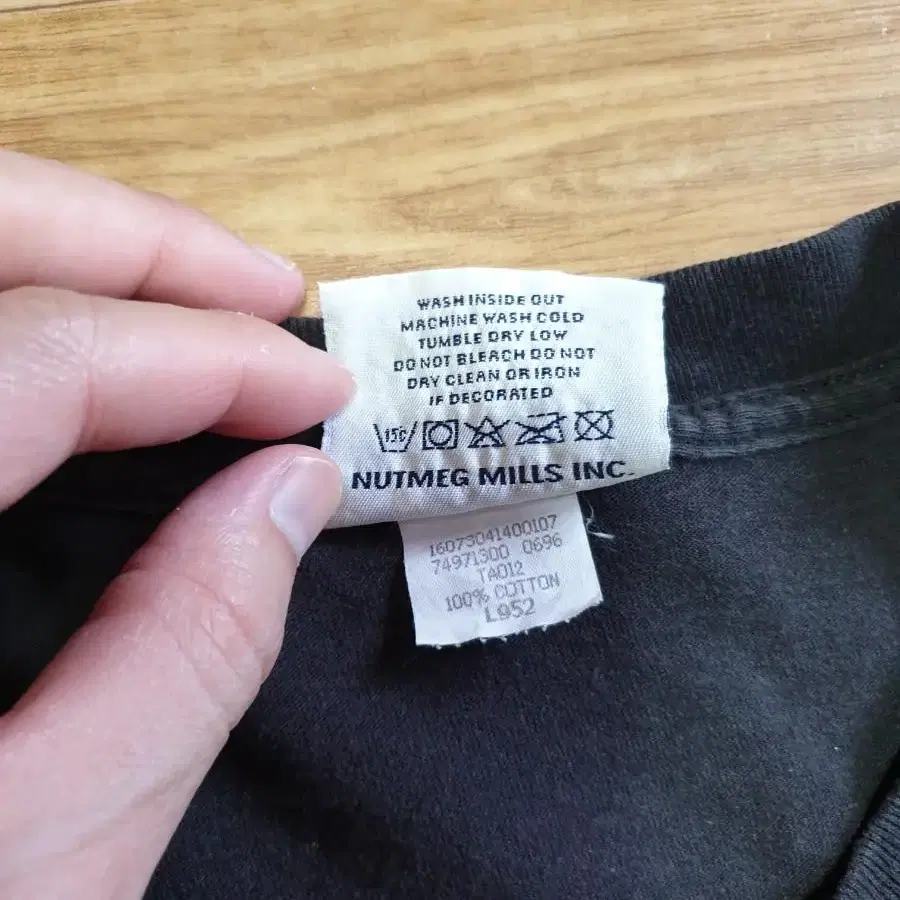 WASH INSIDE OUT
MACHINE WASH COLD
TUMBLE DRY LOW
DO NOT BLEACH DO NOT
DRY CLEAN OR IRON
IF DECORATED
15C
NUTMEG MILLS INC.
16073041400107
74971300 0696
TA012
100% COTTON
L952